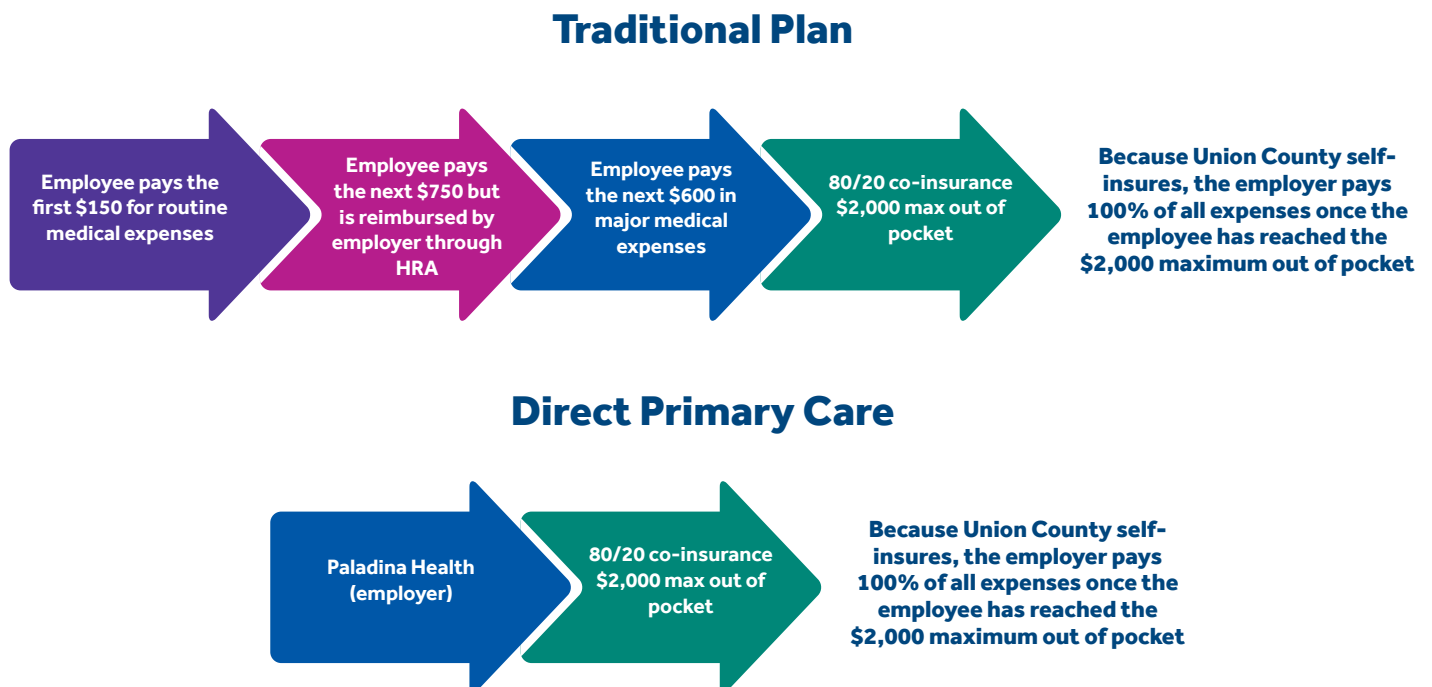 Traditional Plan
Employee pays the
first $150 for routine
medical expenses
Employee pays
the next $750 but
is reimbursed by
employer through
HRA
Employee pays
the next $600 in
major medical
expenses
80/20 co-insurance
$2,000 max out of
pocket
Because Union County self-
insures, the employer pays
100% of all expenses once the
employee has reached the
$2,000 maximum out of pocket
Direct Primary Care
Paladina Health
(employer)
80/20 co-insurance
$2,000 max out of
pocket
Because Union County self-
insures, the employer pays
100% of all expenses once the
employee has reached the
$2,000 maximum out of pocket